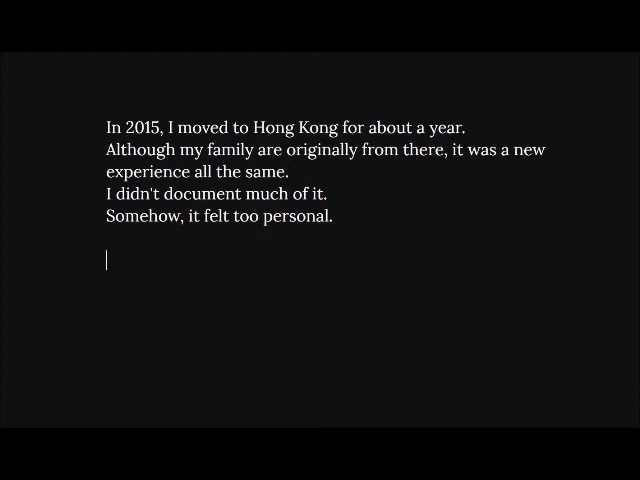 In 2015, I moved to Hong Kong for about a year.
Although my family are originally from there, it was a new
experience all the same.
I didn't document much of it.
Somehow, it felt too personal.